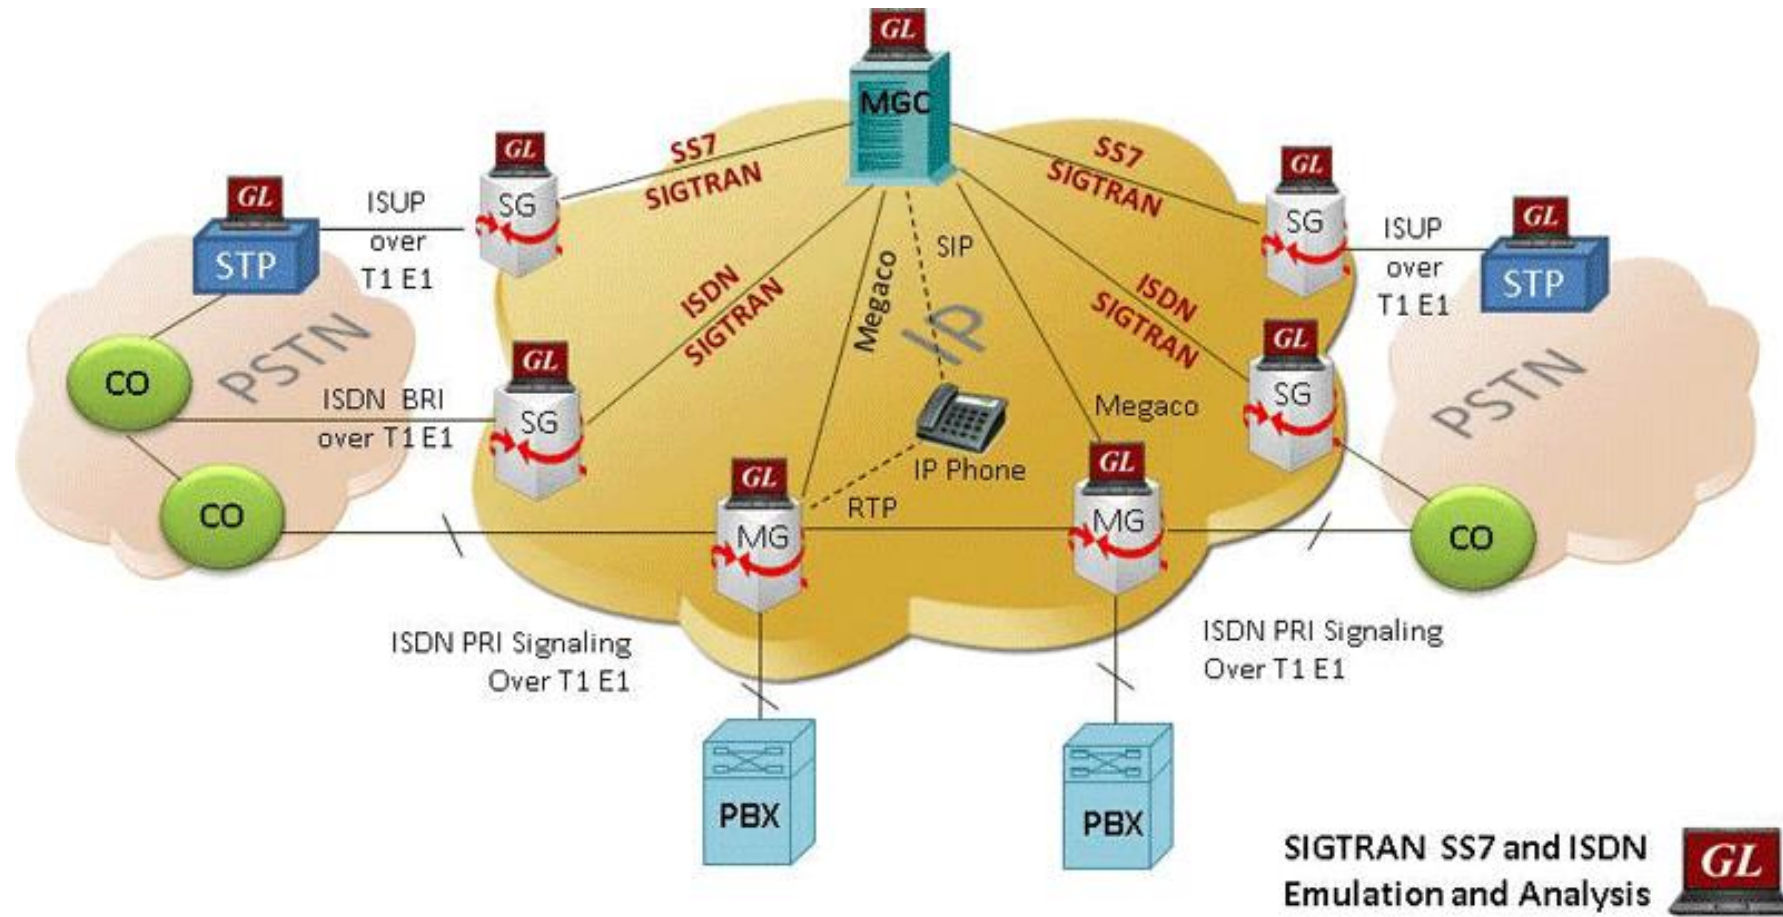 GL
MGC
GL
SG
SS7
SIGTRAN
SS7
SIGTRAN
GL
SG
GL
STP
ISUP
over
T1 E1
ISUP
over
T1 E1
GL
STP
PSTN
CO
ISDN BRI
over T1 E1
GL
SG
ISDN
SIGTRAN
Megaco
SIP
IP
ISDN
SIGTRAN
GL
SG
PSTN
IP Phone
Megaco
CO
GL
MG
RTP
GL
MG
CO
ISDN PRI Signaling
Over T1 E1
ISDN PRI Signaling
Over T1 E1
PBX
PBX
SIGTRAN SS7 and ISDN
Emulation and Analysis
GL